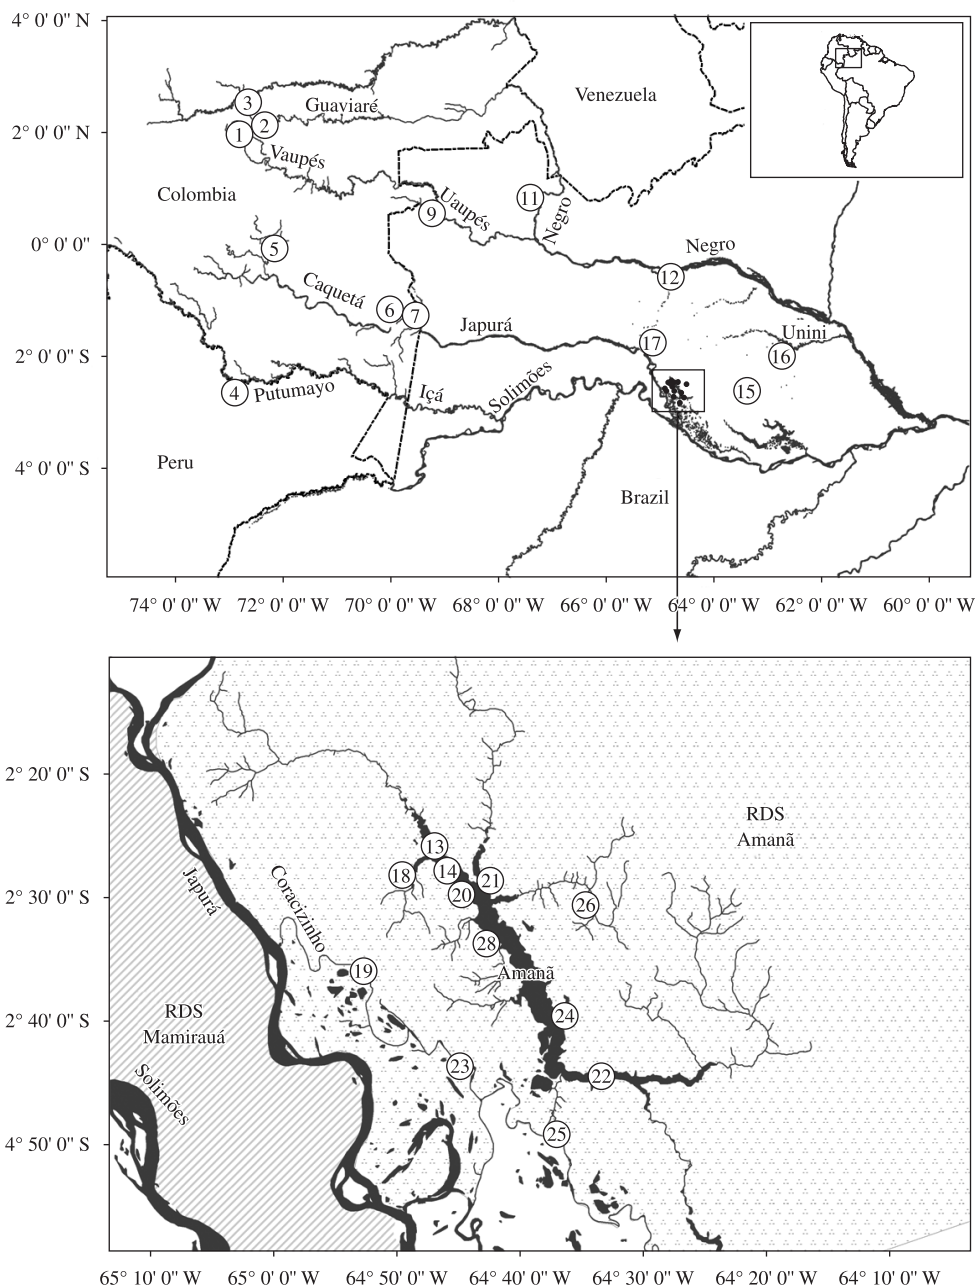 4° 0' 0" N
Venezuela
3
Guaviaré
2° 0' 0" N
1
2
Vaupés
Colombia
11
9
Uaupés
Negro
0° 0' 0"
5
Negro
12
Caquetá
6
7
Japurá
17
Unini
16
2° 0' 0" S
4
Putumayo
Içá
Solimões
15
Peru
4° 0' 0" S
Brazil
74° 0' 0" W
72° 0' 0" W
70° 0' 0" W
68° 0' 0" W
66° 0' 0" W
64° 0' 0" W
62° 0' 0" W
60° 0' 0" W
2° 20' 0" S
RDS
Amanã
13
14
18
21
20
Japurá
Coracizinho
2° 30' 0" S
26
28
19
Amanã
RDS
Mamirauá
24
2° 40' 0" S
23
22
Solimões
25
4° 50' 0" S
65° 10' 0" W
65° 0' 0" W
64° 50' 0" W
64° 40' 0" W
64° 30' 0" W
64° 20' 0" W
64° 10' 0" W